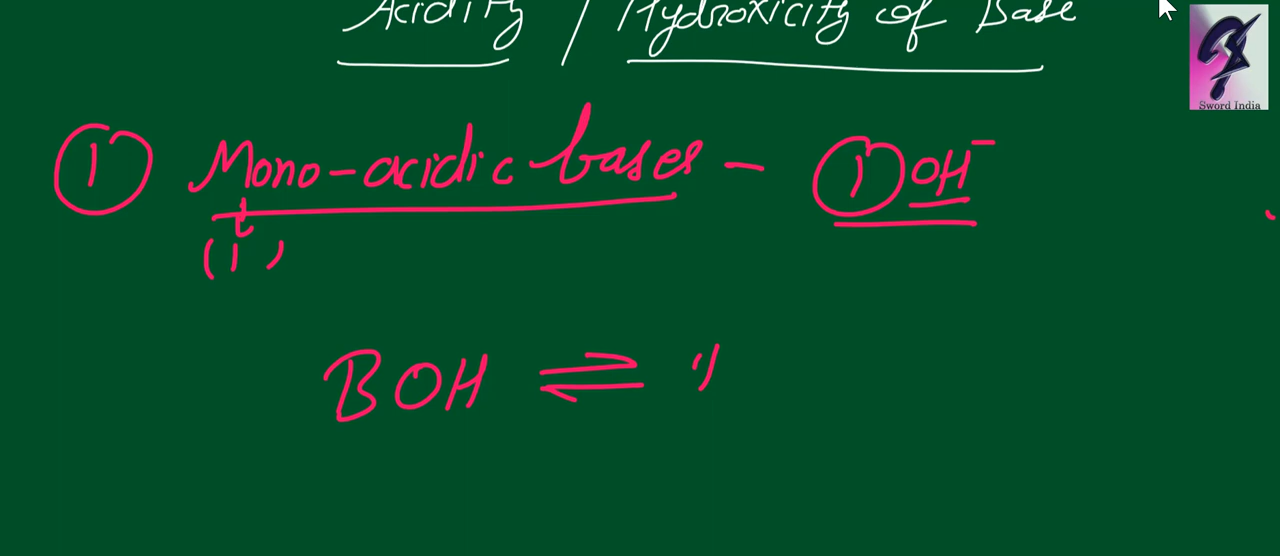 Acidity / Hydroxicity of Base
Sword India
① Mono-acidic bases - ① OH⁻
(1)
BOH ⇌